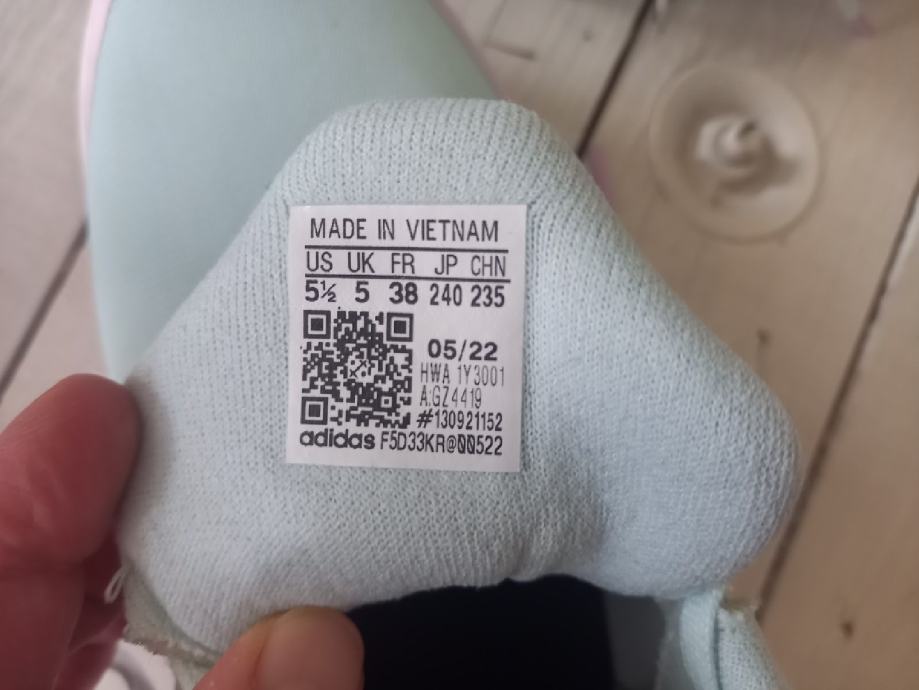 MADE IN VIETNAM
US UK FR JP CHN
5½ 5 38 240 235
05/22
HWA 1Y3001
A:GZ4419
#130921152
adidas F5D33KR@00522